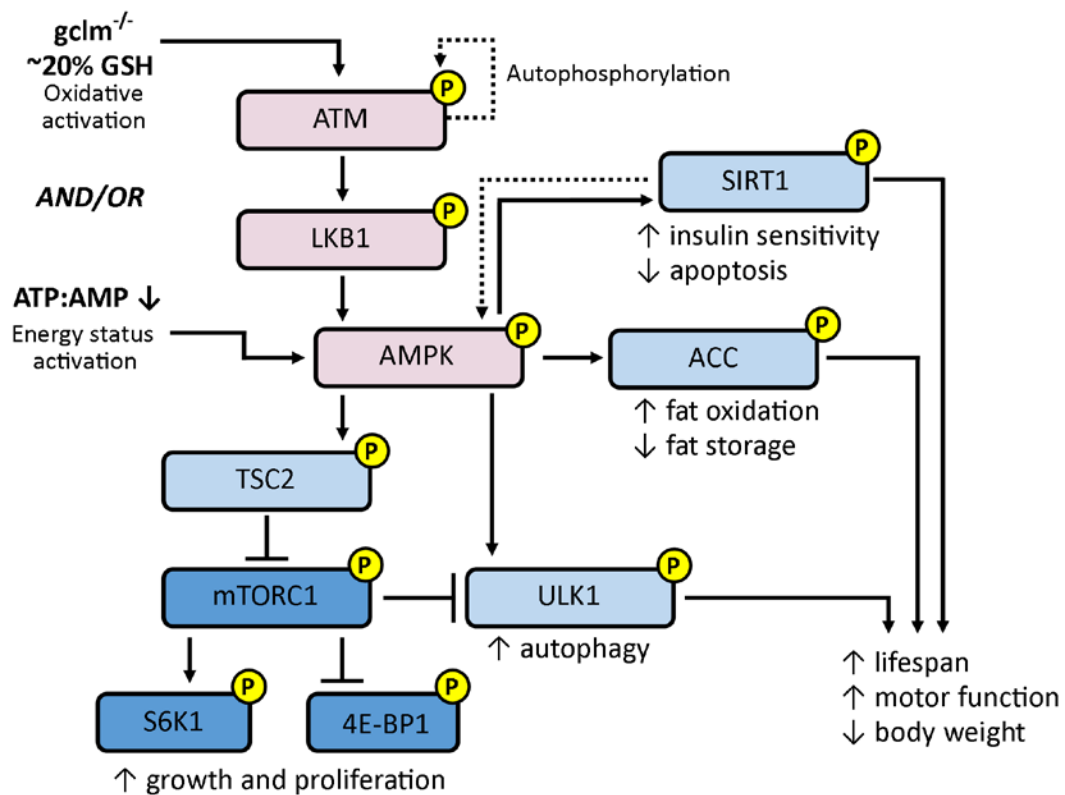 gclm-/-
~20% GSH
Oxidative
activation
P
Autophosphorylation
ATM
P
SIRT1
AND/OR
P
LKB1
↑ insulin sensitivity
↓ apoptosis
ATP:AMP ↓
Energy status
activation
P
AMPK
P
ACC
↑ fat oxidation
↓ fat storage
P
TSC2
P
mTORC1
P
ULK1
↑ autophagy
P
S6K1
P
4E-BP1
↑ growth and proliferation
↑ lifespan
↑ motor function
↓ body weight